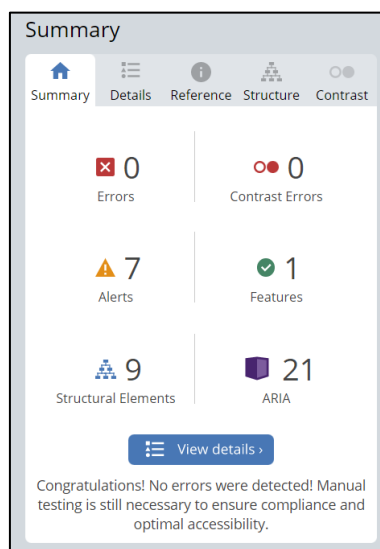 Summary
Summary Details Reference Structure Contrast
0 0
Errors Contrast Errors
7 1
Alerts Features
9 21
Structural Elements ARIA
View details ›
Congratulations! No errors were detected! Manual
testing is still necessary to ensure compliance and
optimal accessibility.